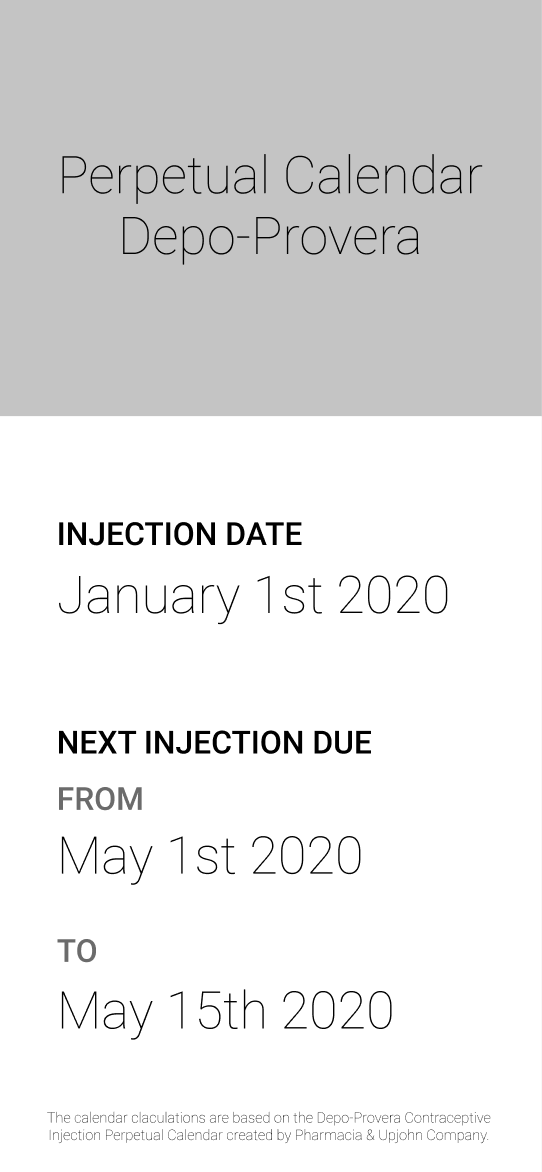 Perpetual Calendar
Depo-Provera
INJECTION DATE
January 1st 2020
NEXT INJECTION DUE
FROM
May 1st 2020
TO
May 15th 2020
The calendar claculations are based on the Depo-Provera Contraceptive
Injection Perpetual Calendar created by Pharmacia & Upjohn Company.